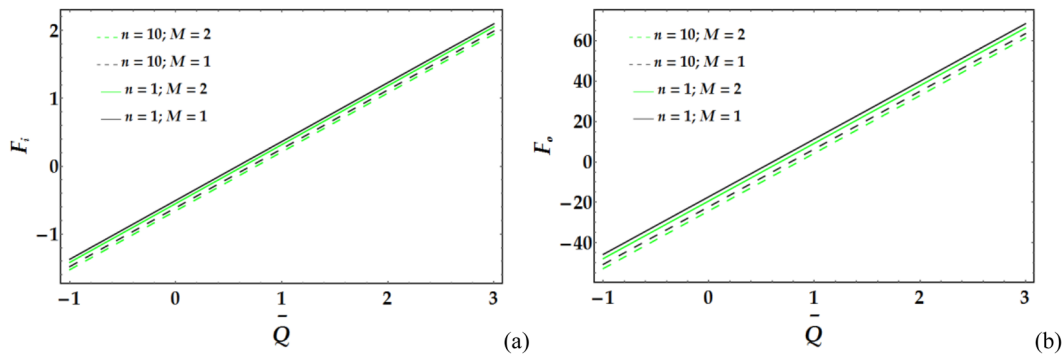 2
n = 10; M = 2
n = 10; M = 1
n = 1; M = 2
n = 1; M = 1
1
0
−1
F_i
−1 0 1 2 3
Q̄
(a)
60
n = 10; M = 2
n = 10; M = 1
n = 1; M = 2
n = 1; M = 1
40
20
0
−20
−40
F_o
−1 0 1 2 3
Q̄
(b)